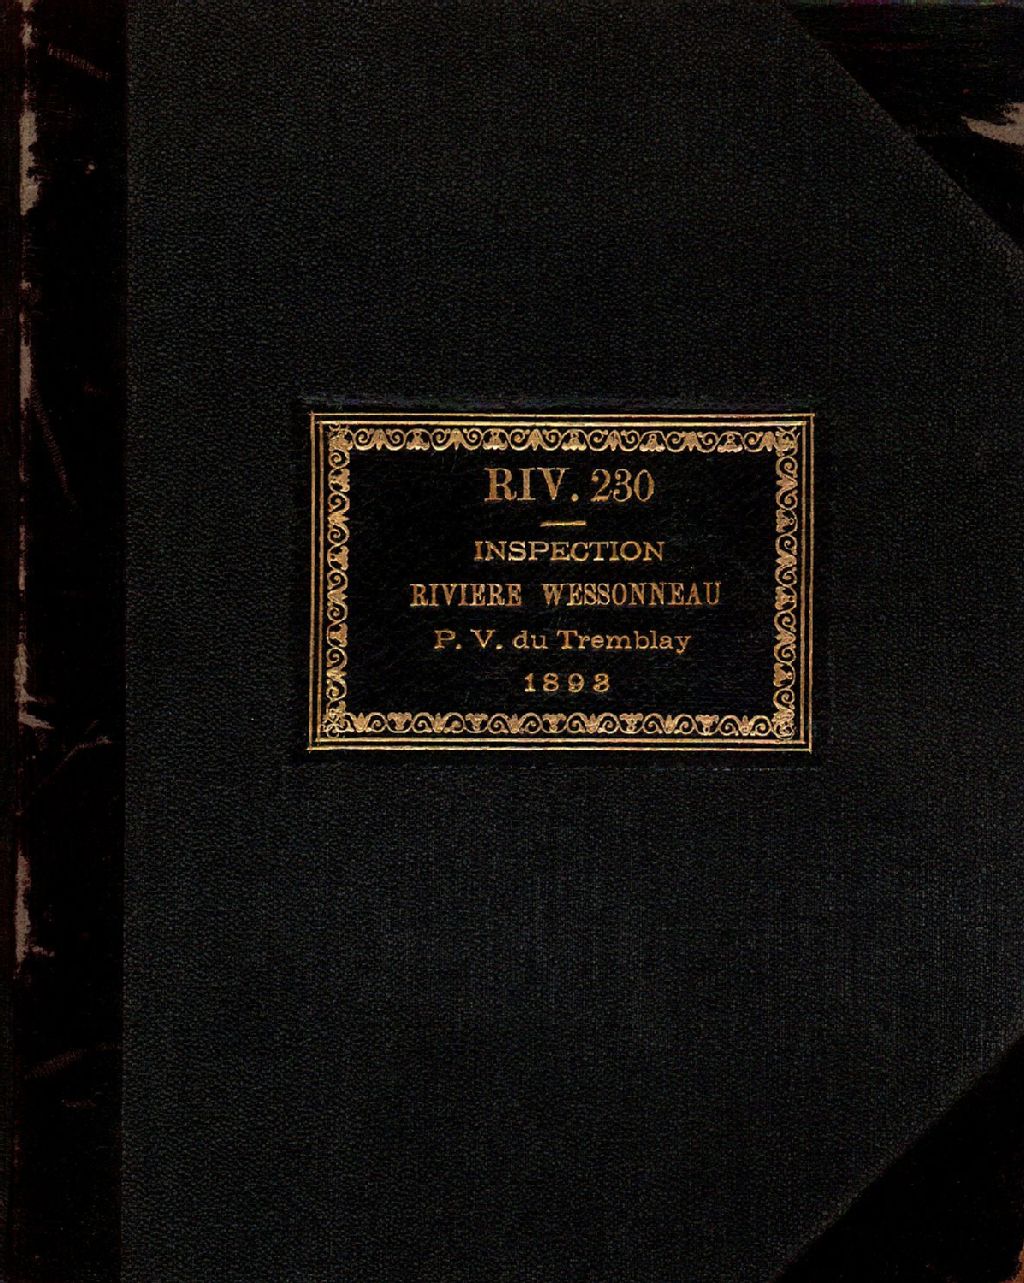 RIV. 230
INSPECTION
RIVIERE WESSONNEAU
P. V. du Tremblay
1893